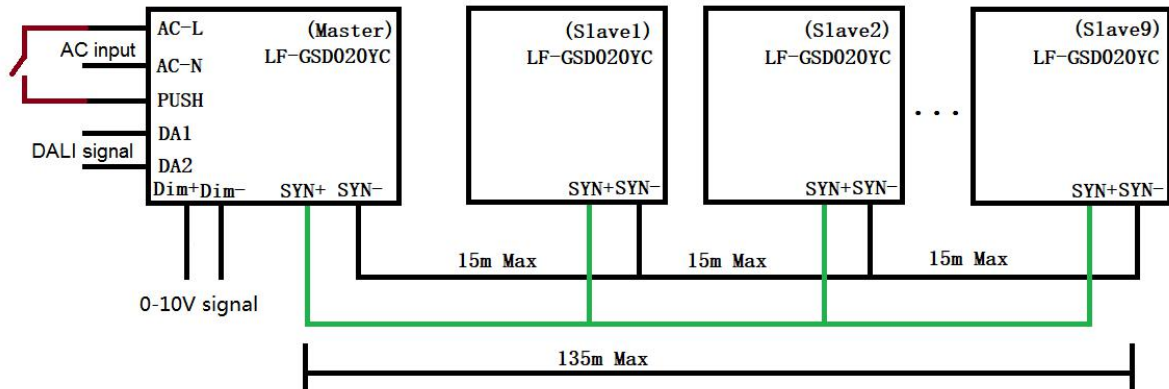 AC-L
AC input
AC-N
PUSH
DA1
DALI signal
DA2
Dim+ Dim-
SYN+ SYN-
(Master)
LF-GSD020YC
0-10V signal
(Slave1)
LF-GSD020YC
SYN+ SYN-
(Slave2)
LF-GSD020YC
SYN+ SYN-
...
(Slave9)
LF-GSD020YC
SYN+ SYN-
15m Max
15m Max
15m Max
135m Max